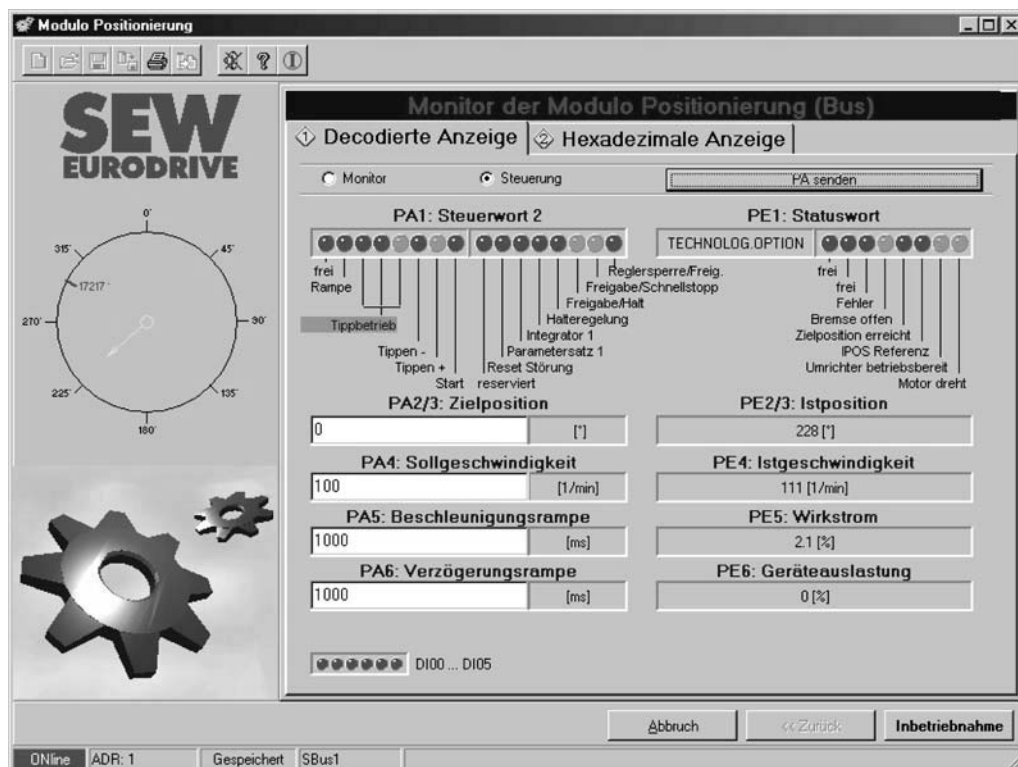 Modulo Positionierung
SEW
EURODRIVE
Monitor der Modulo Positionierung (Bus)
1 Decodierte Anzeige
2 Hexadezimale Anzeige
Monitor
Steuerung
PA senden
PA1: Steuerwort 2
PE1: Statuswort
TECHNOLOG.OPTION
frei
Rampe
Tippbetrieb
Tippen -
Tippen +
Start
Reglersperre/Freig.
Freigabe/Schnellstopp
Freigabe/Halt
Halteregelung
Integrator 1
Parametersatz 1
Reset Störung
reserviert
frei
frei
Fehler
Bremse offen
Zielposition erreicht
IPOS Referenz
Umrichter betriebsbereit
Motor dreht
0°
45°
90°
135°
180°
225°
270°
315°
17217 °
PA2/3: Zielposition
0 [°]
PE2/3: Istposition
228 [°]
PA4: Sollgeschwindigkeit
100 [1/min]
PE4: Istgeschwindigkeit
111 [1/min]
PA5: Beschleunigungsrampe
1000 [ms]
PE5: Wirkstrom
2.1 [%]
PA6: Verzögerungsrampe
1000 [ms]
PE6: Geräteauslastung
0 [%]
DI00 ... DI05
Abbruch
<< Zurück
Inbetriebnahme
ONline
ADR: 1
Gespeichert
SBus1